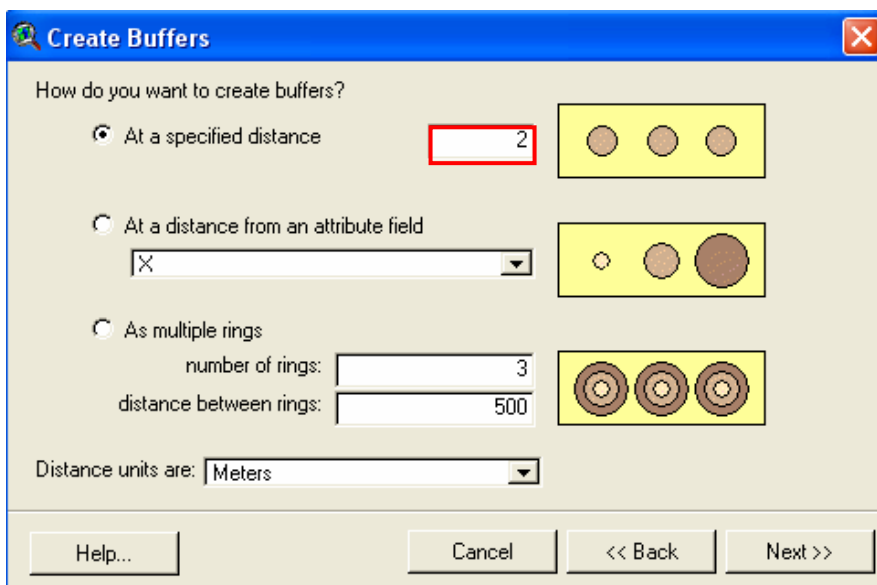 Create Buffers
How do you want to create buffers?
At a specified distance 2
At a distance from an attribute field
X
As multiple rings
number of rings: 3
distance between rings: 500
Distance units are: Meters
Help... Cancel << Back Next >>